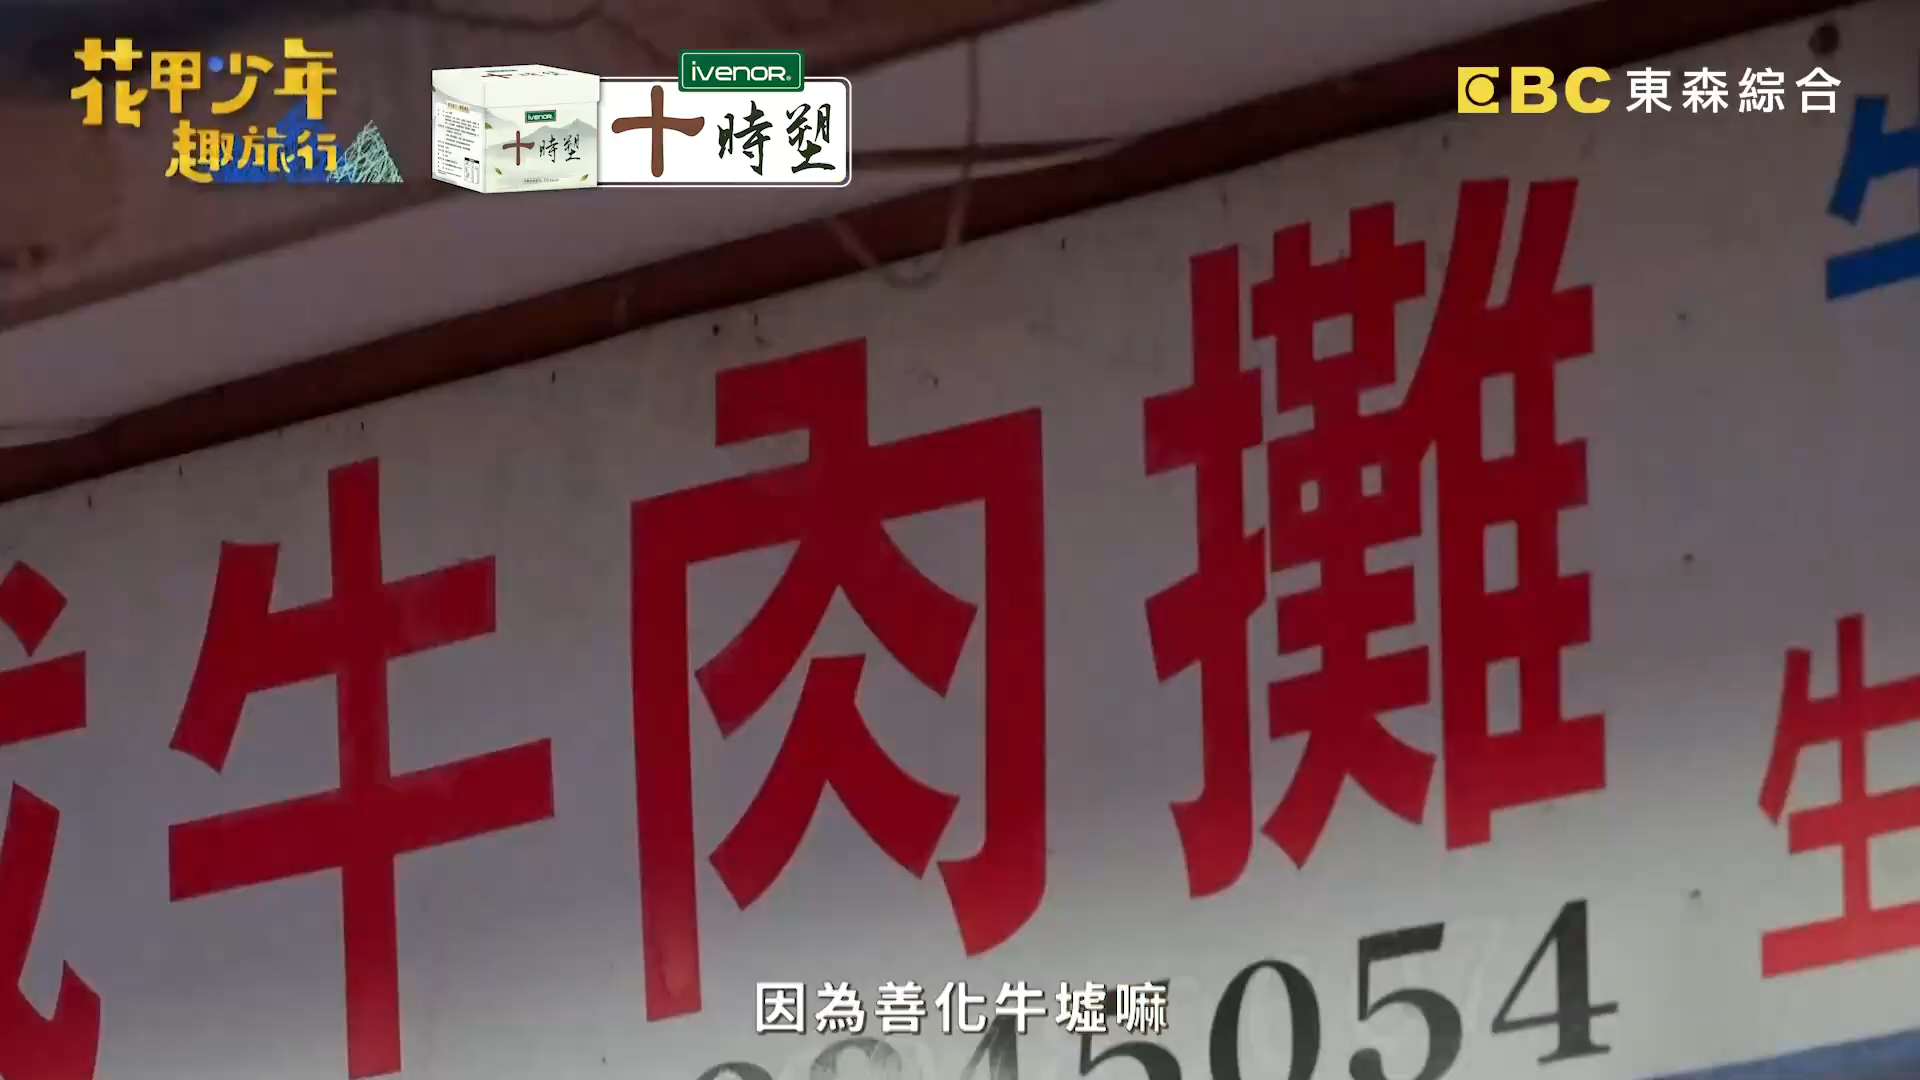 花甲少年
趣旅行
ivenor
十時塑
ivenor
十時塑
EBC 東森綜合
牛肉攤
生
5054
因為善化牛墟嘛